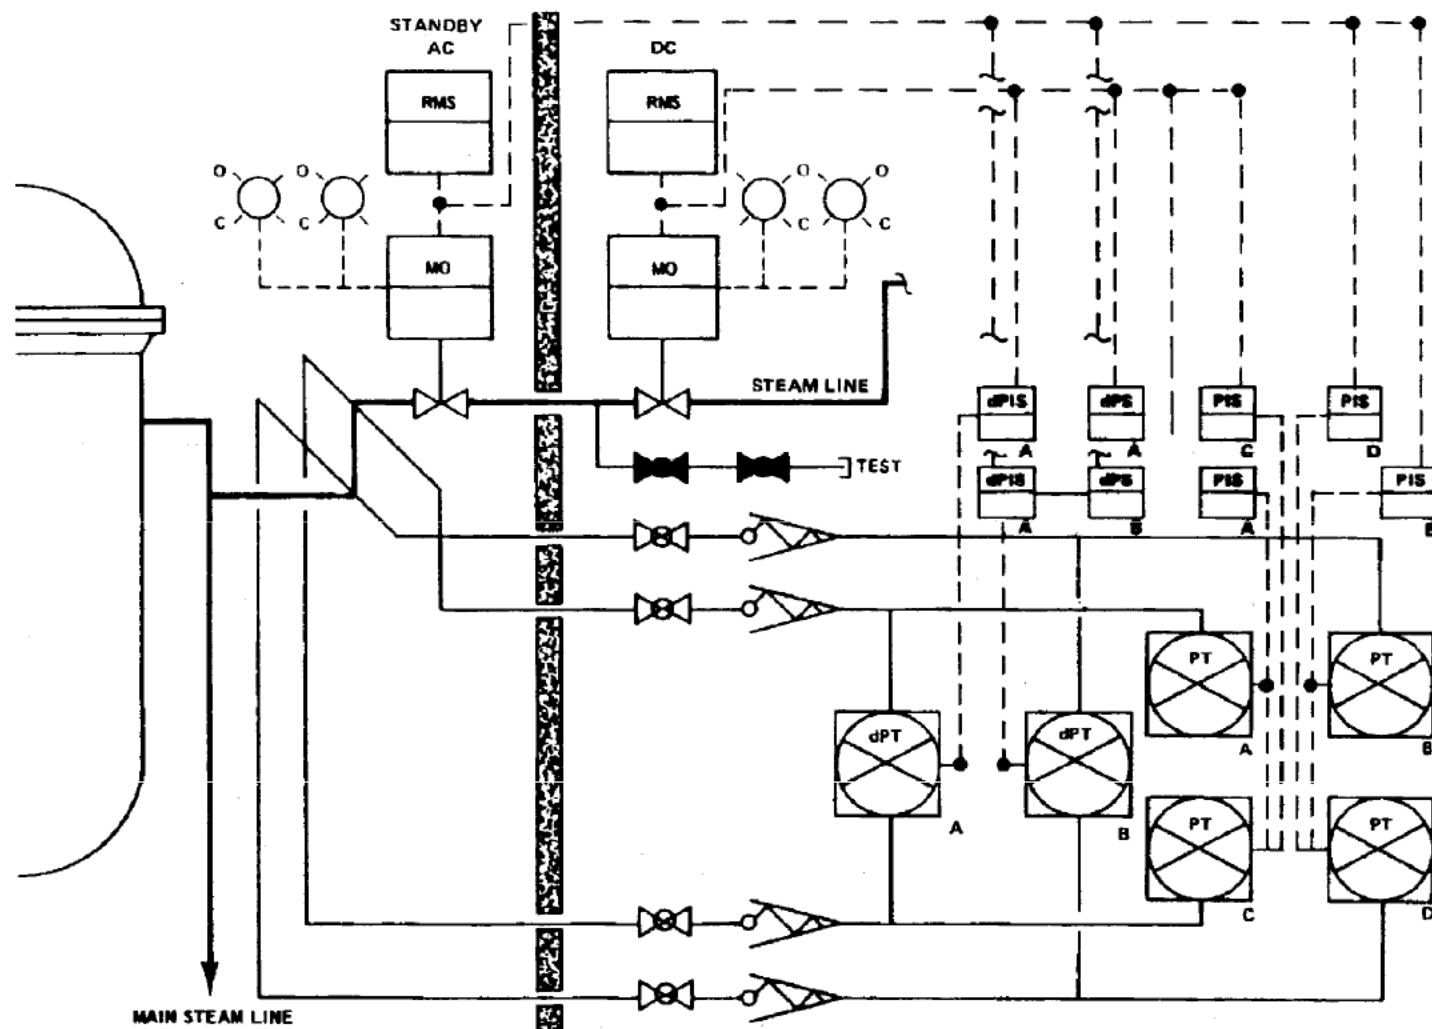 STANDBY
AC
DC
RMS
RMS
O
O
O
O
C
C
C
C
MO
MO
STEAM LINE
dPIS
dPS
PIS
PIS
A
A
C
D
TEST
dPIS
dPS
PIS
PIS
A
B
A
PT
PT
A
B
dPT
dPT
A
B
PT
PT
C
D
MAIN STEAM LINE